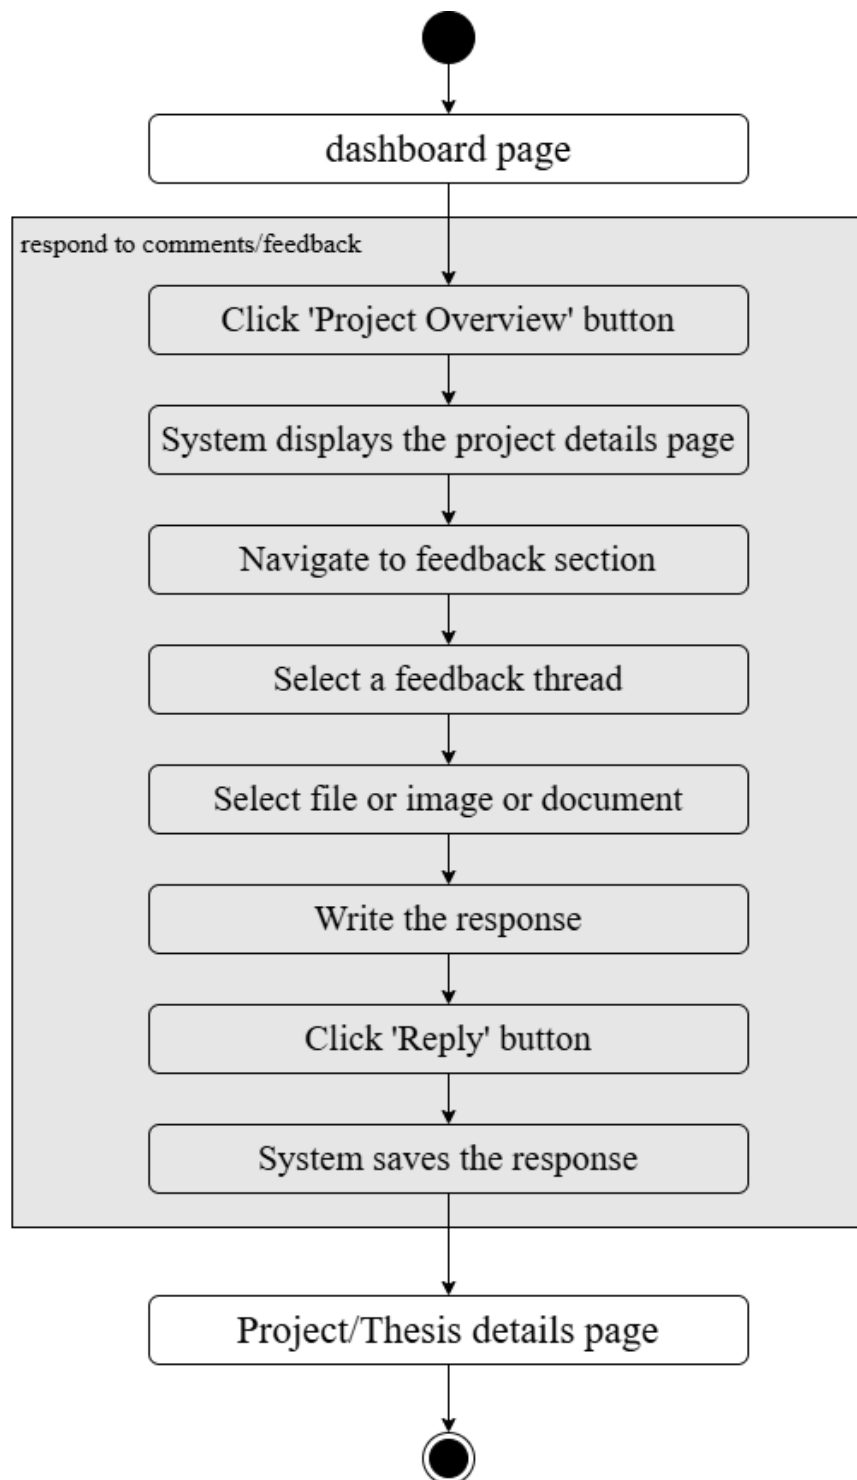 dashboard page
respond to comments/feedback
Click 'Project Overview' button
System displays the project details page
Navigate to feedback section
Select a feedback thread
Select file or image or document
Write the response
Click 'Reply' button
System saves the response
Project/Thesis details page